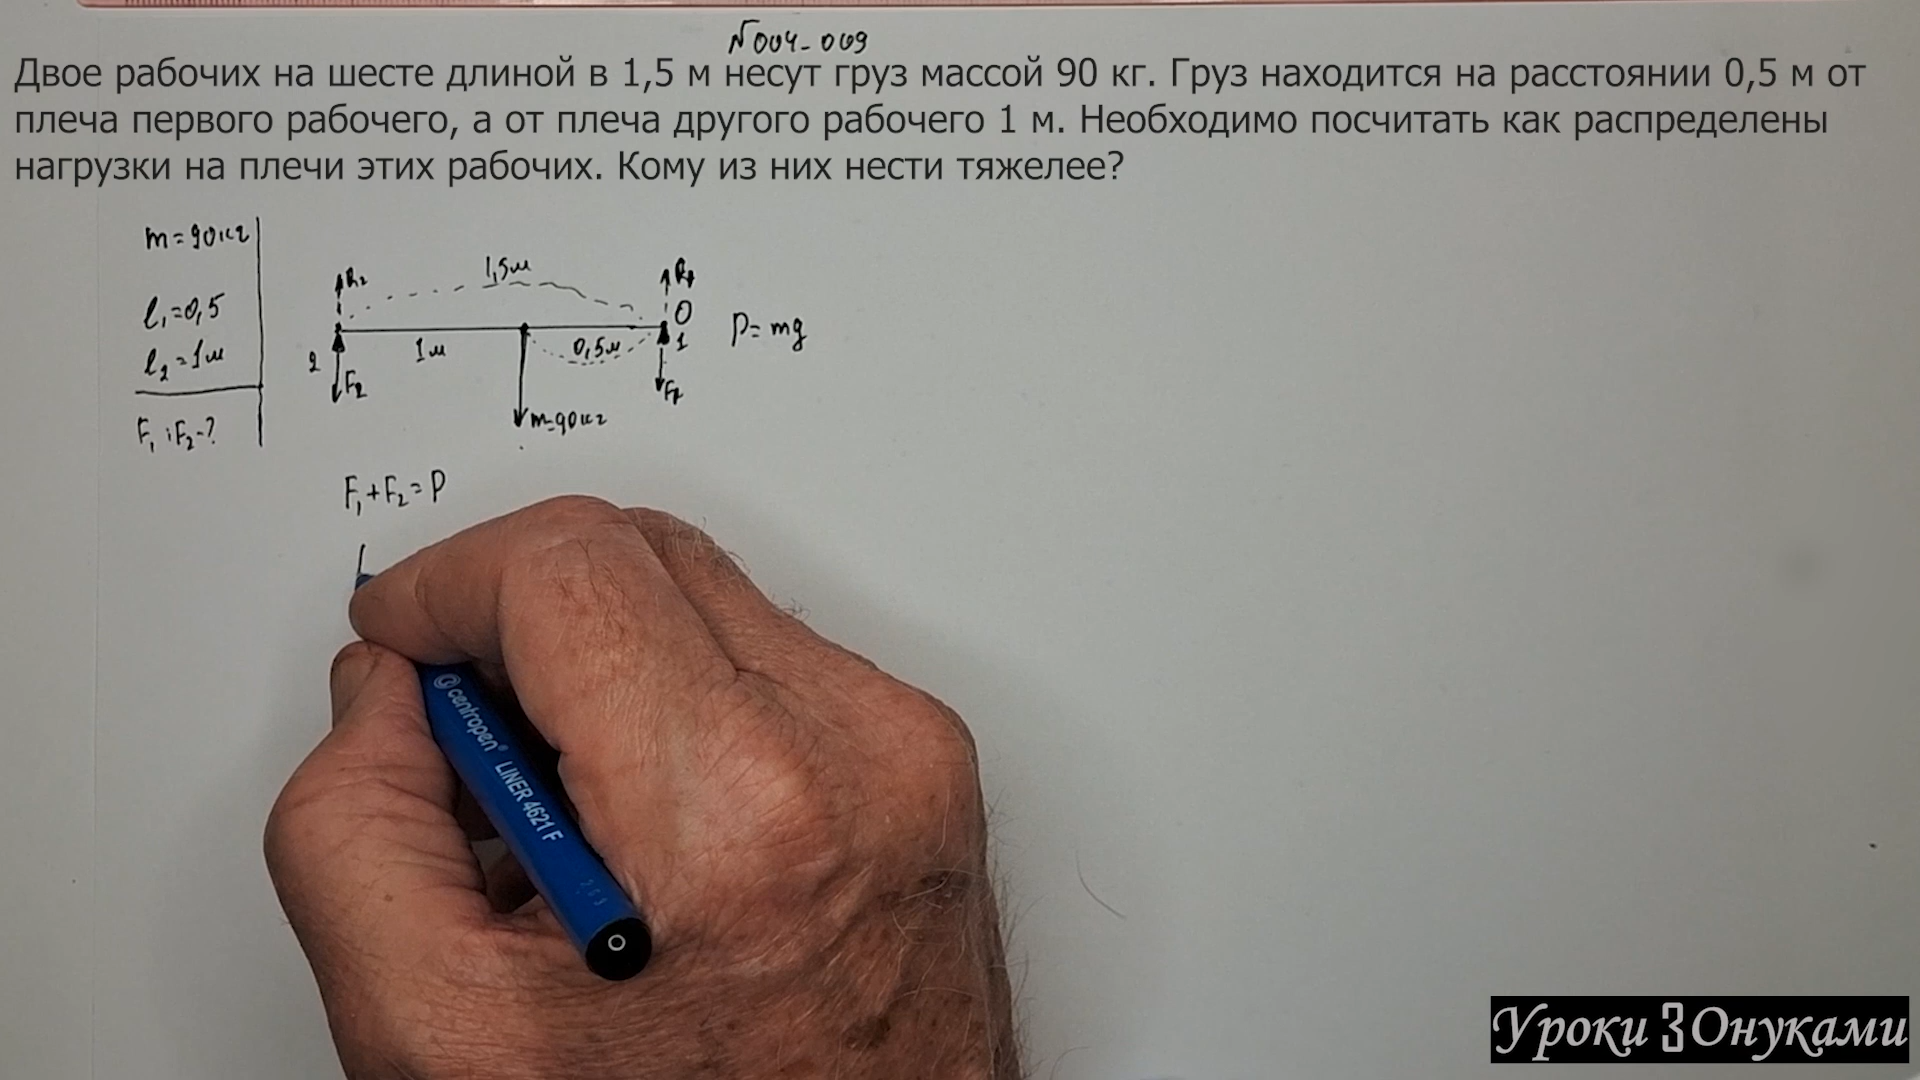 №004-009
Двое рабочих на шесте длиной в 1,5 м несут груз массой 90 кг. Груз находится на расстоянии 0,5 м от
плеча первого рабочего, а от плеча другого рабочего 1 м. Необходимо посчитать как распределены
нагрузки на плечи этих рабочих. Кому из них нести тяжелее?
m=90кг
l₁=0,5
l₂=1м
F₁; F₂-?
R₂
1,5м
R₁
0
2
1м
0,5м
1
P=mg
F₂
F₁
m=90кг
F₁+F₂=P
centropen® LINER 4621 F
Уроки З Онуками